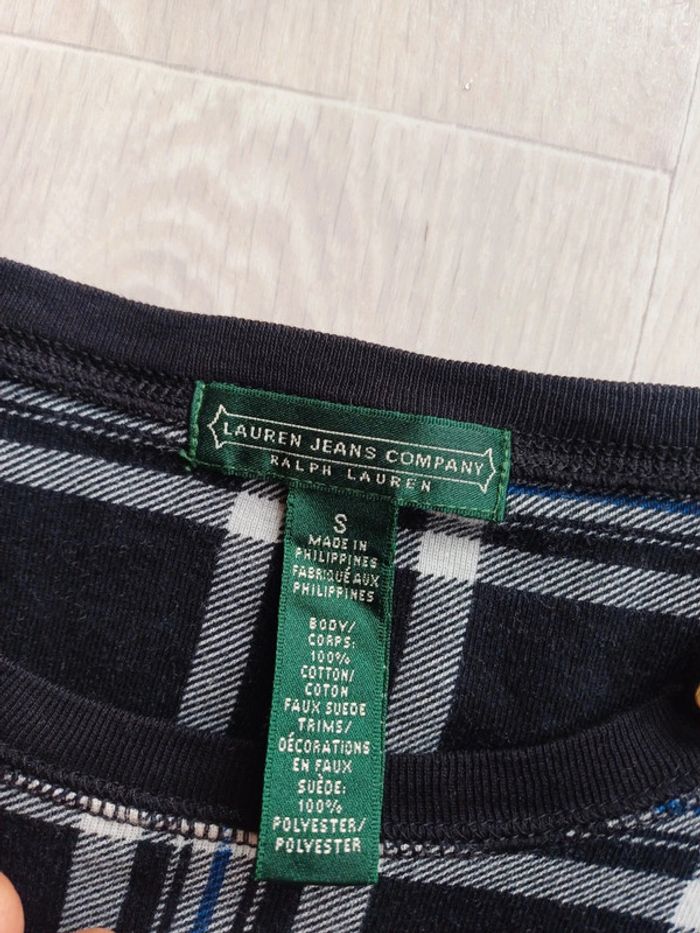 LAUREN JEANS COMPANY
RALPH LAUREN
S
MADE IN
PHILIPPINES
FABRIQUÉ AUX
PHILIPPINES
BODY/
CORPS:
100%
COTTON/
COTON
FAUX SUEDE
TRIMS/
DÉCORATIONS
EN FAUX
SUÈDE:
100%
POLYESTER/
POLYESTER